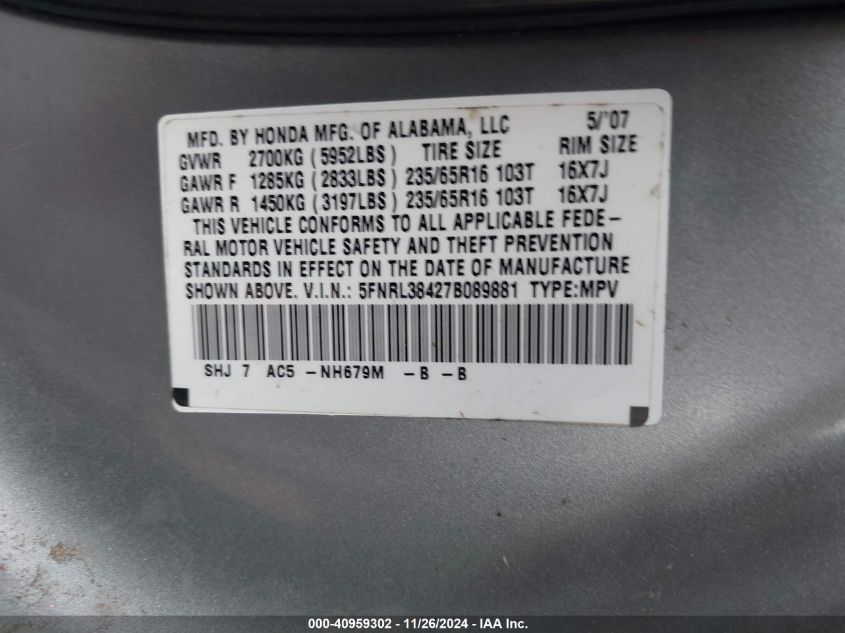 MFD. BY HONDA MFG. OF ALABAMA, LLC 5/'07
GVWR 2700KG (5952LBS) TIRE SIZE RIM SIZE
GAWR F 1285KG (2833LBS) 235/65R16 103T 16X7J
GAWR R 1450KG (3197LBS) 235/65R16 103T 16X7J
THIS VEHICLE CONFORMS TO ALL APPLICABLE FEDE-
RAL MOTOR VEHICLE SAFETY AND THEFT PREVENTION
STANDARDS IN EFFECT ON THE DATE OF MANUFACTURE
SHOWN ABOVE. V.I.N.: 5FNRL38427B089881 TYPE:MPV
SHJ 7 AC5 -NH679M -B -B
000-40959302 - 11/26/2024 - IAA Inc.